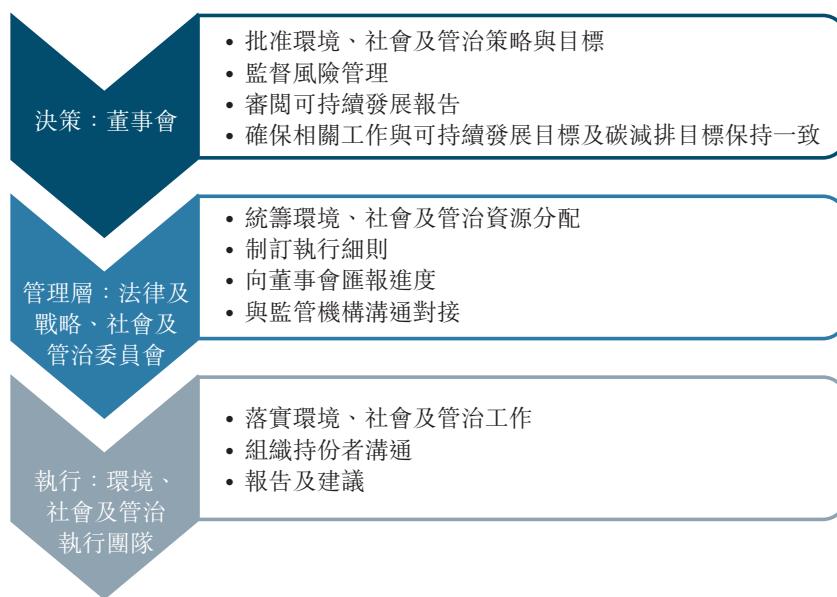 決策：董事會
• 批准環境、社會及管治策略與目標
• 監督風險管理
• 審閱可持續發展報告
• 確保相關工作與可持續發展目標及碳減排目標保持一致
管理層：法律及
戰略、社會及
管治委員會
• 統籌環境、社會及管治資源分配
• 制訂執行細則
• 向董事會匯報進度
• 與監管機構溝通對接
執行：環境、
社會及管治
執行團隊
• 落實環境、社會及管治工作
• 組織持份者溝通
• 報告及建議